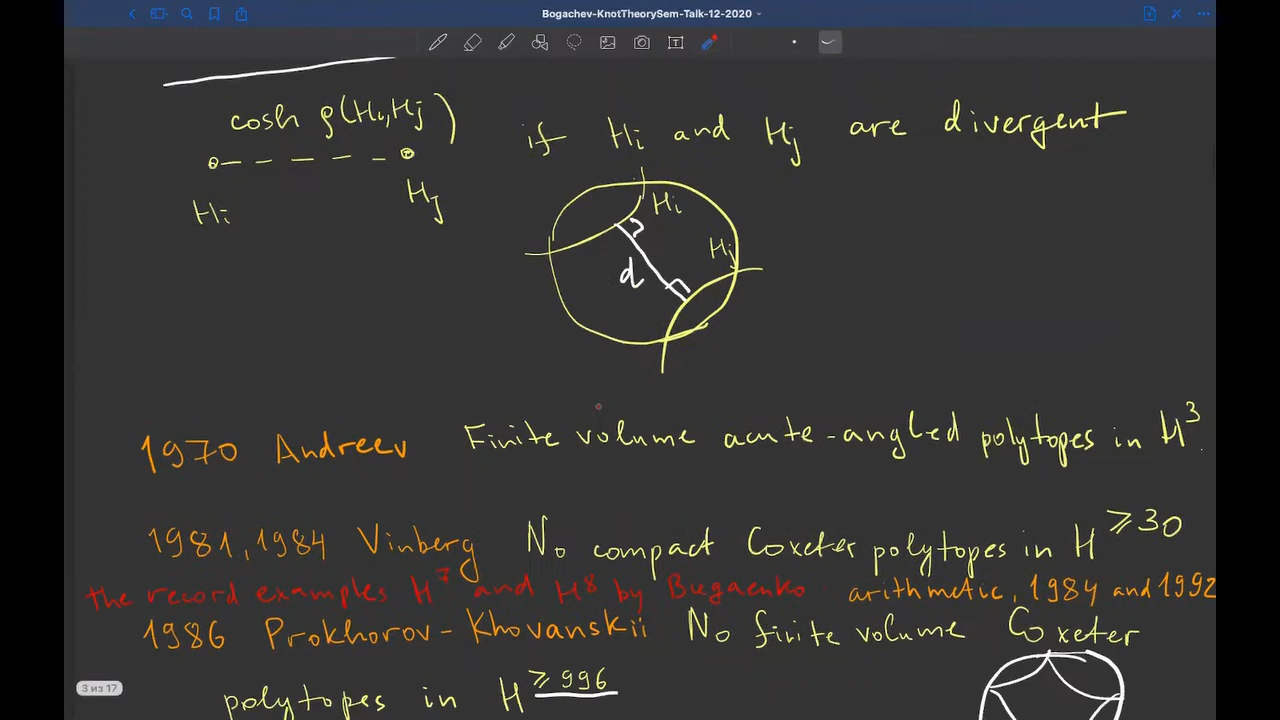 Bogachev-KnotTheorySem-Talk-12-2020
cosh ρ(Hi,Hj) if Hi and Hj are divergent
Hi Hj
Hi
Hj
d
1970 Andreev Finite volume acute-angled polytopes in H³.
1981, 1984 Vinberg No compact Coxeter polytopes in H^≥30
the record examples H⁷ and H⁸ by Bugaenko. arithmetic, 1984 and 1992
1986 Prokhorov-Khovanskii No finite volume Coxeter
3 из 17
polytopes in H^≥996